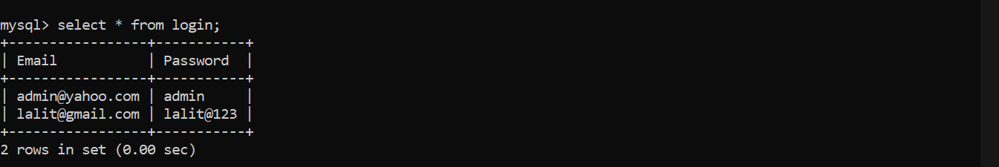 mysql> select * from login;
+-----------------+-----------+
| Email           | Password  |
+-----------------+-----------+
| admin@yahoo.com | admin     |
| lalit@gmail.com | lalit@123 |
+-----------------+-----------+
2 rows in set (0.00 sec)